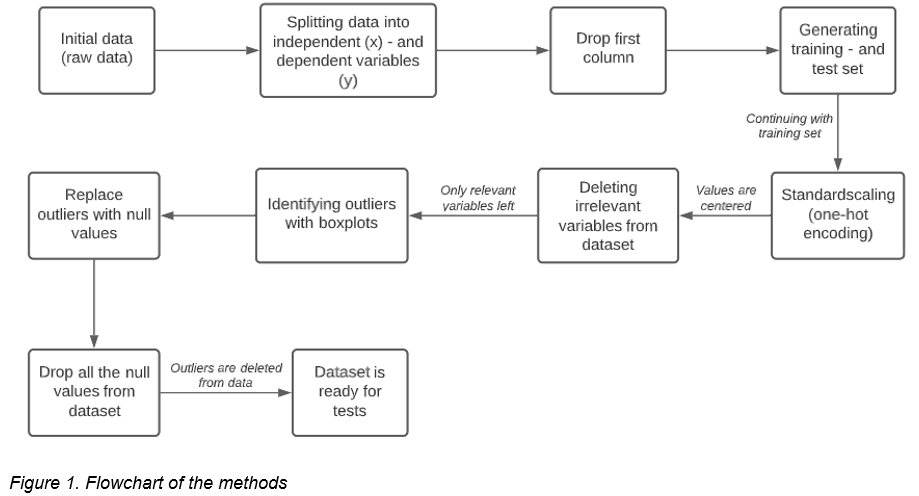 Initial data
(raw data)
Splitting data into
independent (x) - and
dependent variables
(y)
Drop first
column
Generating
training - and
test set
Continuing with
training set
Standardscaling
(one-hot
encoding)
Values are
centered
Deleting
irrelevant
variables from
dataset
Only relevant
variables left
Identifying outliers
with boxplots
Replace
outliers with null
values
Drop all the null
values from
dataset
Outliers are deleted
from data
Dataset is
ready for
tests
Figure 1. Flowchart of the methods